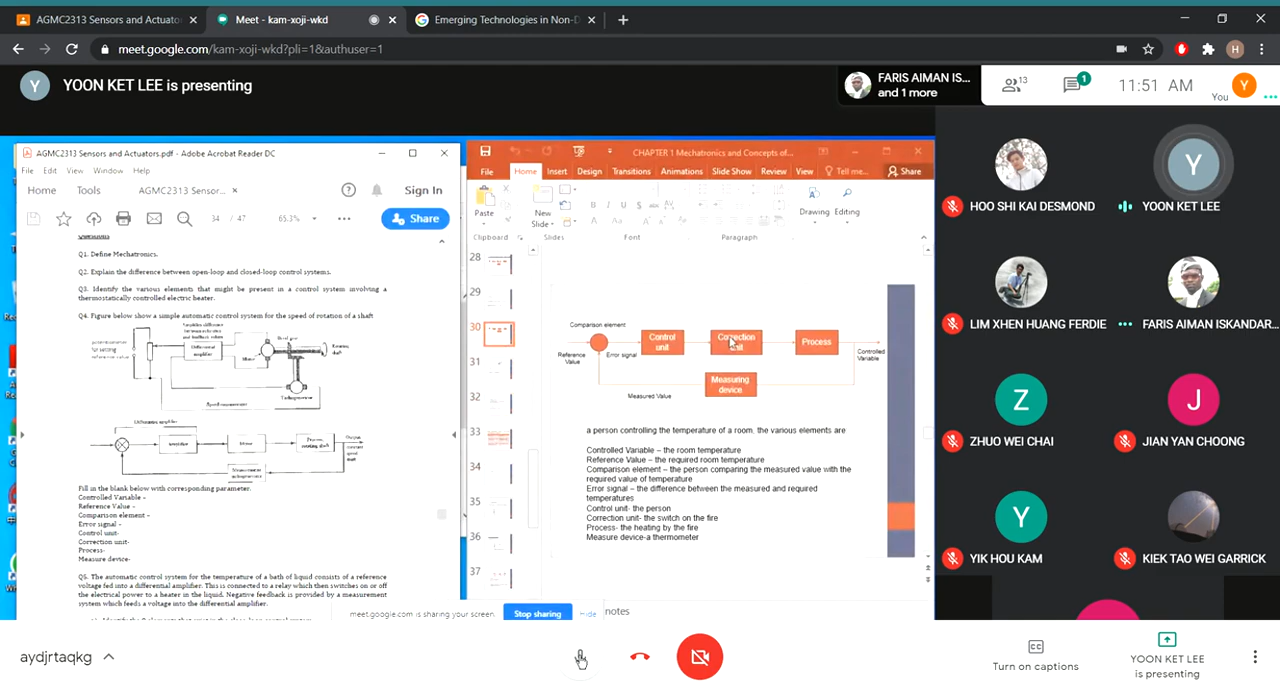 AGMC2313 Sensors and Actuato
Meet - kam-xoji-wkd
Emerging Technologies in Non-D
meet.google.com/kam-xoji-wkd?pli=1&authuser=1
H
Y
YOON KET LEE is presenting
FARIS AIMAN IS...
and 1 more
13
1
11:51 AM
You
Y
AGMC2313 Sensors and Actuators.pdf - Adobe Acrobat Reader DC
File Edit View Window Help
Home Tools AGMC2313 Sensor...
Sign In
34 / 47
65.3%
Share
Questions
Q1. Define Mechatronics.
Q2. Explain the difference between open-loop and closed-loop control systems.
Q3. Identify the various elements that might be present in a control system involving a
thermostatically controlled electric heater.
Q4. Figure below show a simple automatic control system for the speed of rotation of a shaft
Differential
amplifier
Motor
Speed measurement
Differential amplifier
Amplifier
Motor
Output
Fill in the blank below with corresponding parameter.
Controlled Variable –
Reference Value –
Comparison element –
Error signal –
Control unit-
Correction unit-
Process-
Measure device-
Q5. The automatic control system for the temperature of a bath of liquid consists of a reference
voltage fed into a differential amplifier. This is connected to a relay which then switches on or off
the electrical power to a heater in the liquid. Negative feedback is provided by a measurement
system which feeds a voltage into the differential amplifier.
CHAPTER 1 Mechatronics and Concepts of...
File Home Insert Design Transitions Animations Slide Show Review View Tell me... Share
Paste
New
Slide
Drawing
Editing
Clipboard
Slides
Font
Paragraph
28
29
30
31
32
33
34
35
36
37
Comparison element
Control
unit
Correction
unit
Process
Reference
Value
Error signal
Controlled
Variable
Measuring
device
Measured Value
a person controlling the temperature of a room. the various elements are
Controlled Variable – the room temperature
Reference Value – the required room temperature
Comparison element – the person comparing the measured value with the
required value of temperature
Error signal – the difference between the measured and required
temperatures
Control unit- the person
Correction unit- the switch on the fire
Process- the heating by the fire
Measure device-a thermometer
meet.google.com is sharing your screen.
Stop sharing
Hide
notes
HOO SHI KAI DESMOND
Y
YOON KET LEE
LIM XHEN HUANG FERDIE
FARIS AIMAN ISKANDAR...
Z
ZHUO WEI CHAI
J
JIAN YAN CHOONG
Y
YIK HOU KAM
KIEK TAO WEI GARRICK
aydjrtaqkg
CC
Turn on captions
YOON KET LEE
is presenting